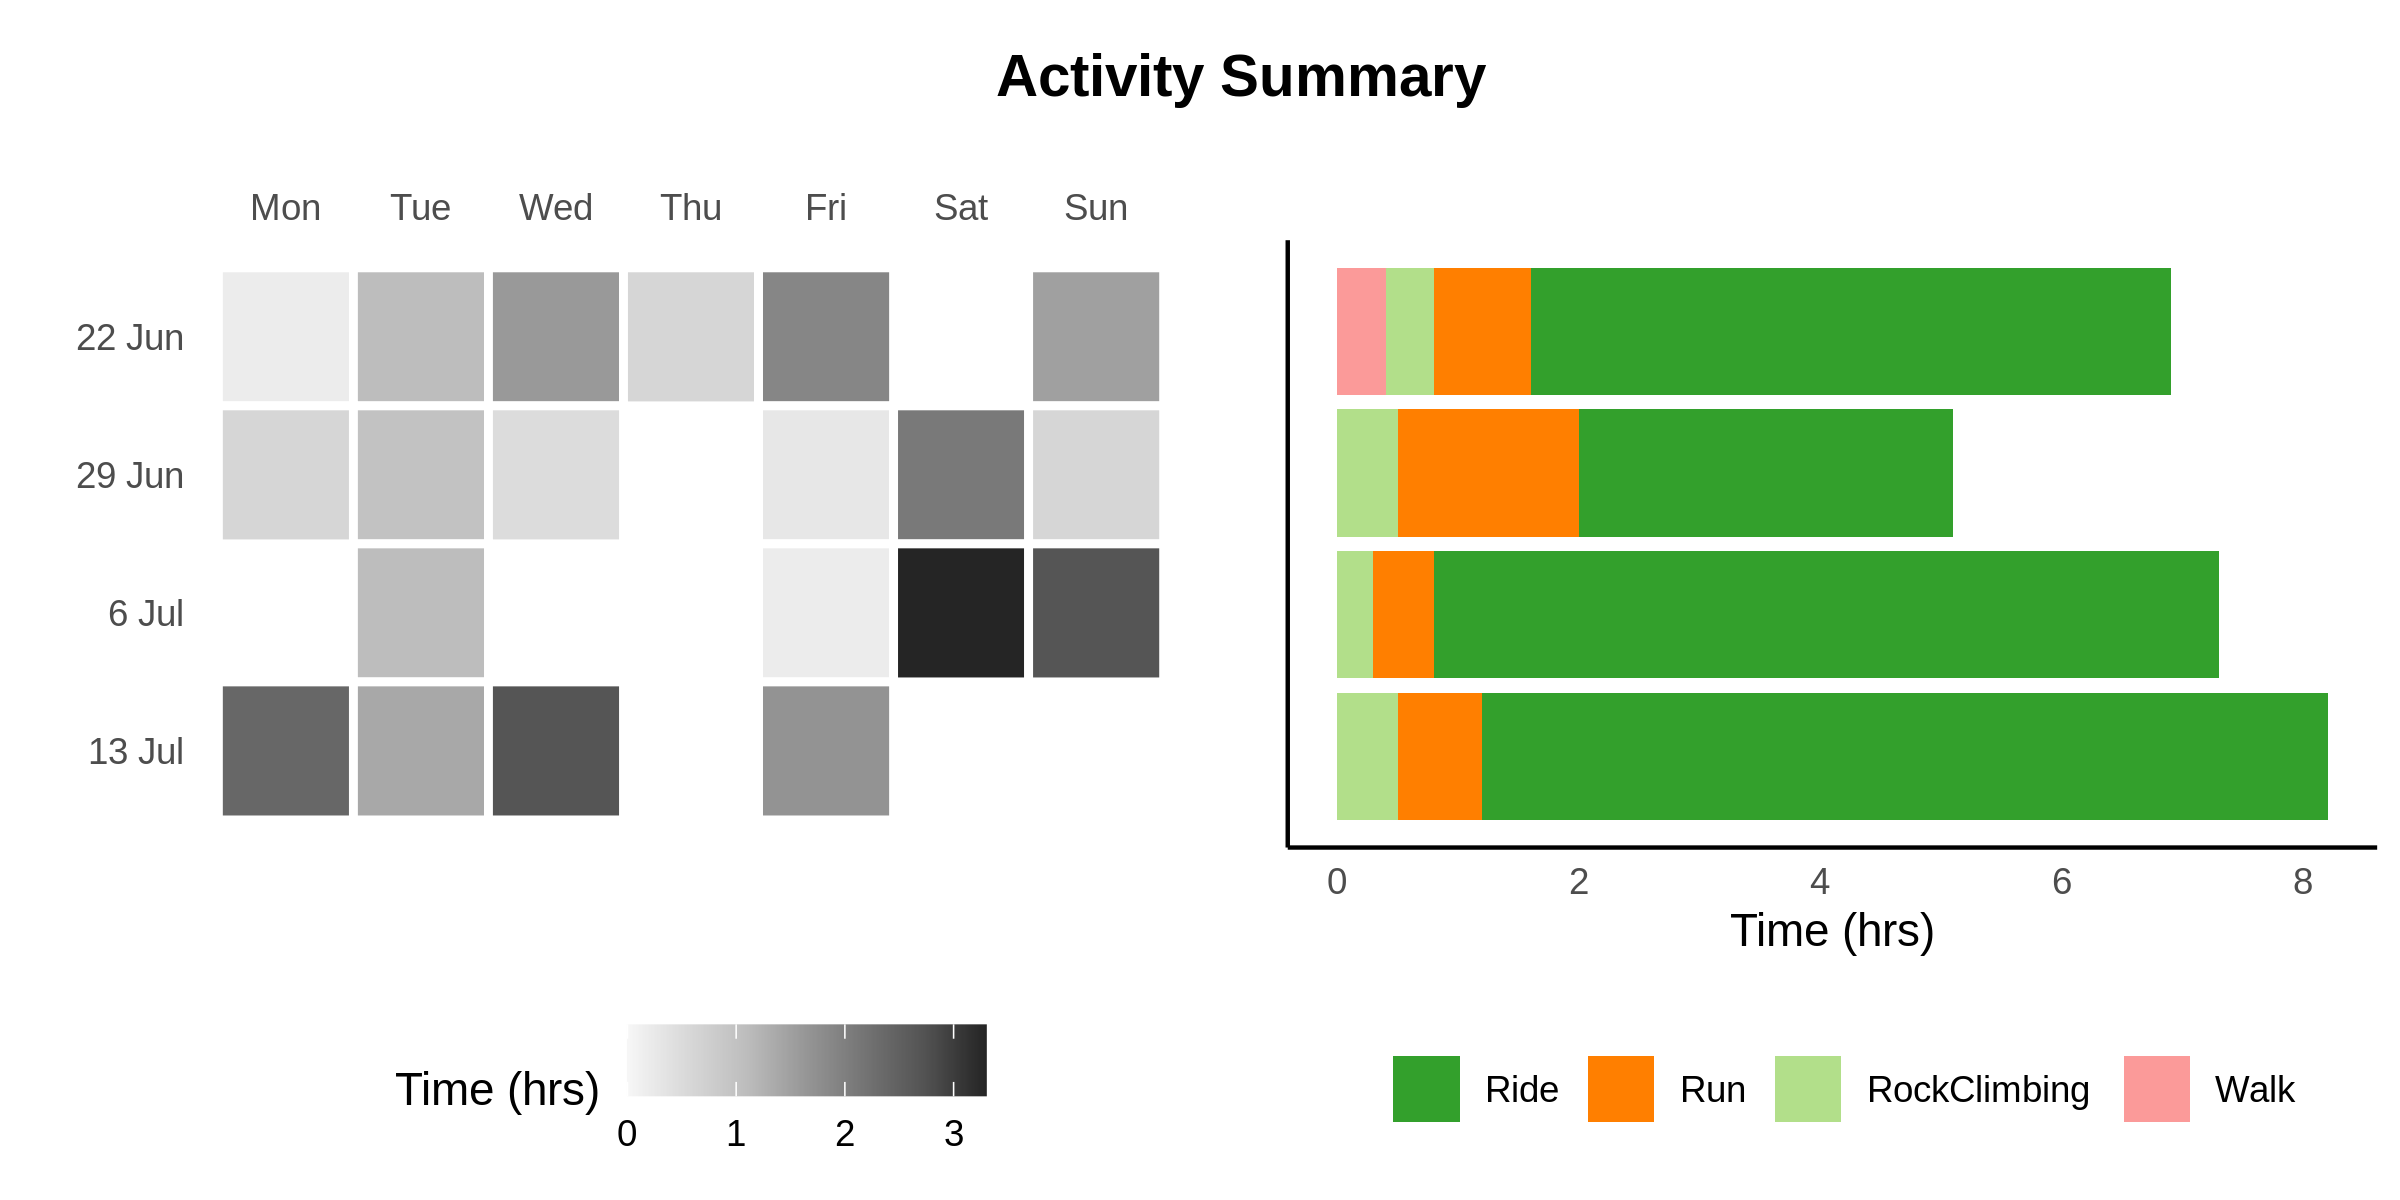 Activity Summary
Mon Tue Wed Thu Fri Sat Sun
22 Jun
29 Jun
6 Jul
13 Jul
0 2 4 6 8
Time (hrs)
Time (hrs)
0 1 2 3
Ride Run RockClimbing Walk